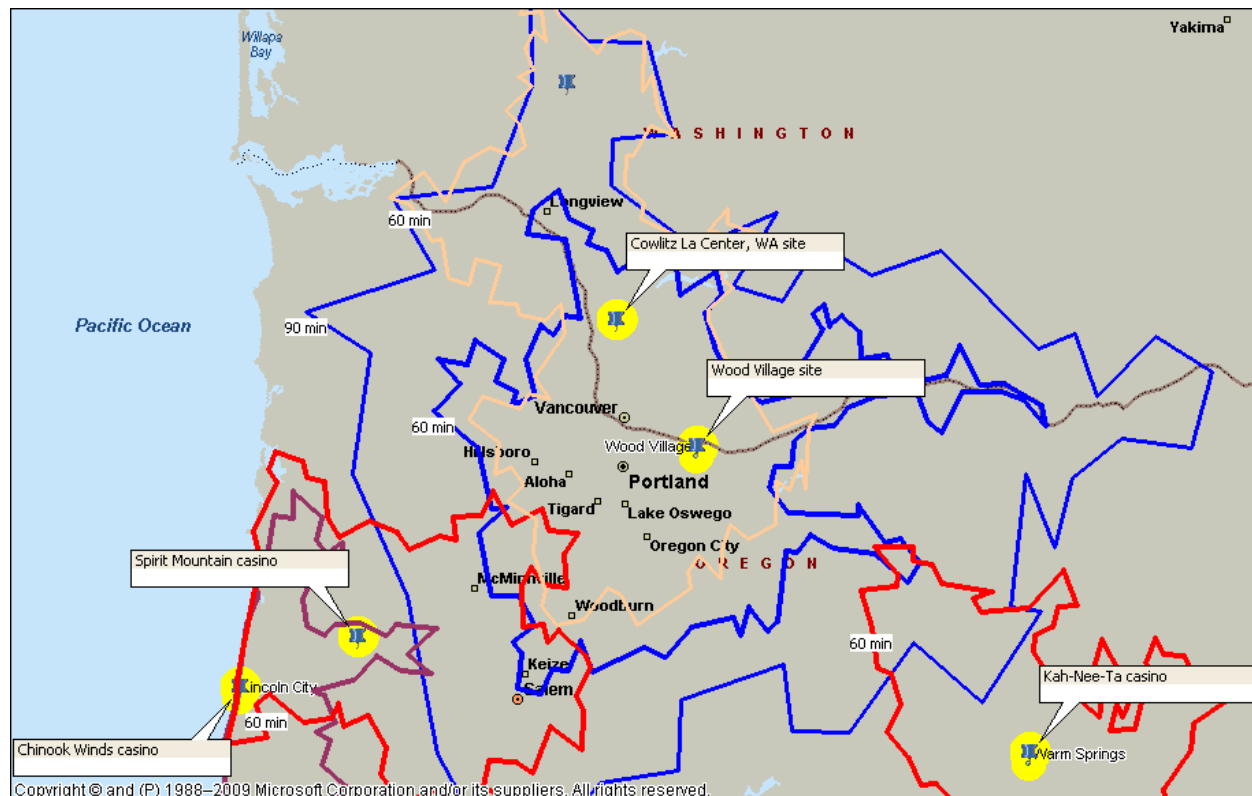 Willapa
Bay
Yakima
W A S H I N G T O N
Longview
60 min
Cowlitz La Center, WA site
Pacific Ocean
90 min
Wood Village site
Vancouver
60 min
Wood Village
Hillsboro
Portland
Aloha
Tigard
Lake Oswego
Oregon City
O R E G O N
Spirit Mountain casino
McMinnville
Woodburn
60 min
Keize
Kah-Nee-Ta casino
Lincoln City
Salem
60 min
Chinook Winds casino
Warm Springs
Copyright © and (P) 1988–2009 Microsoft Corporation and/or its suppliers. All rights reserved.